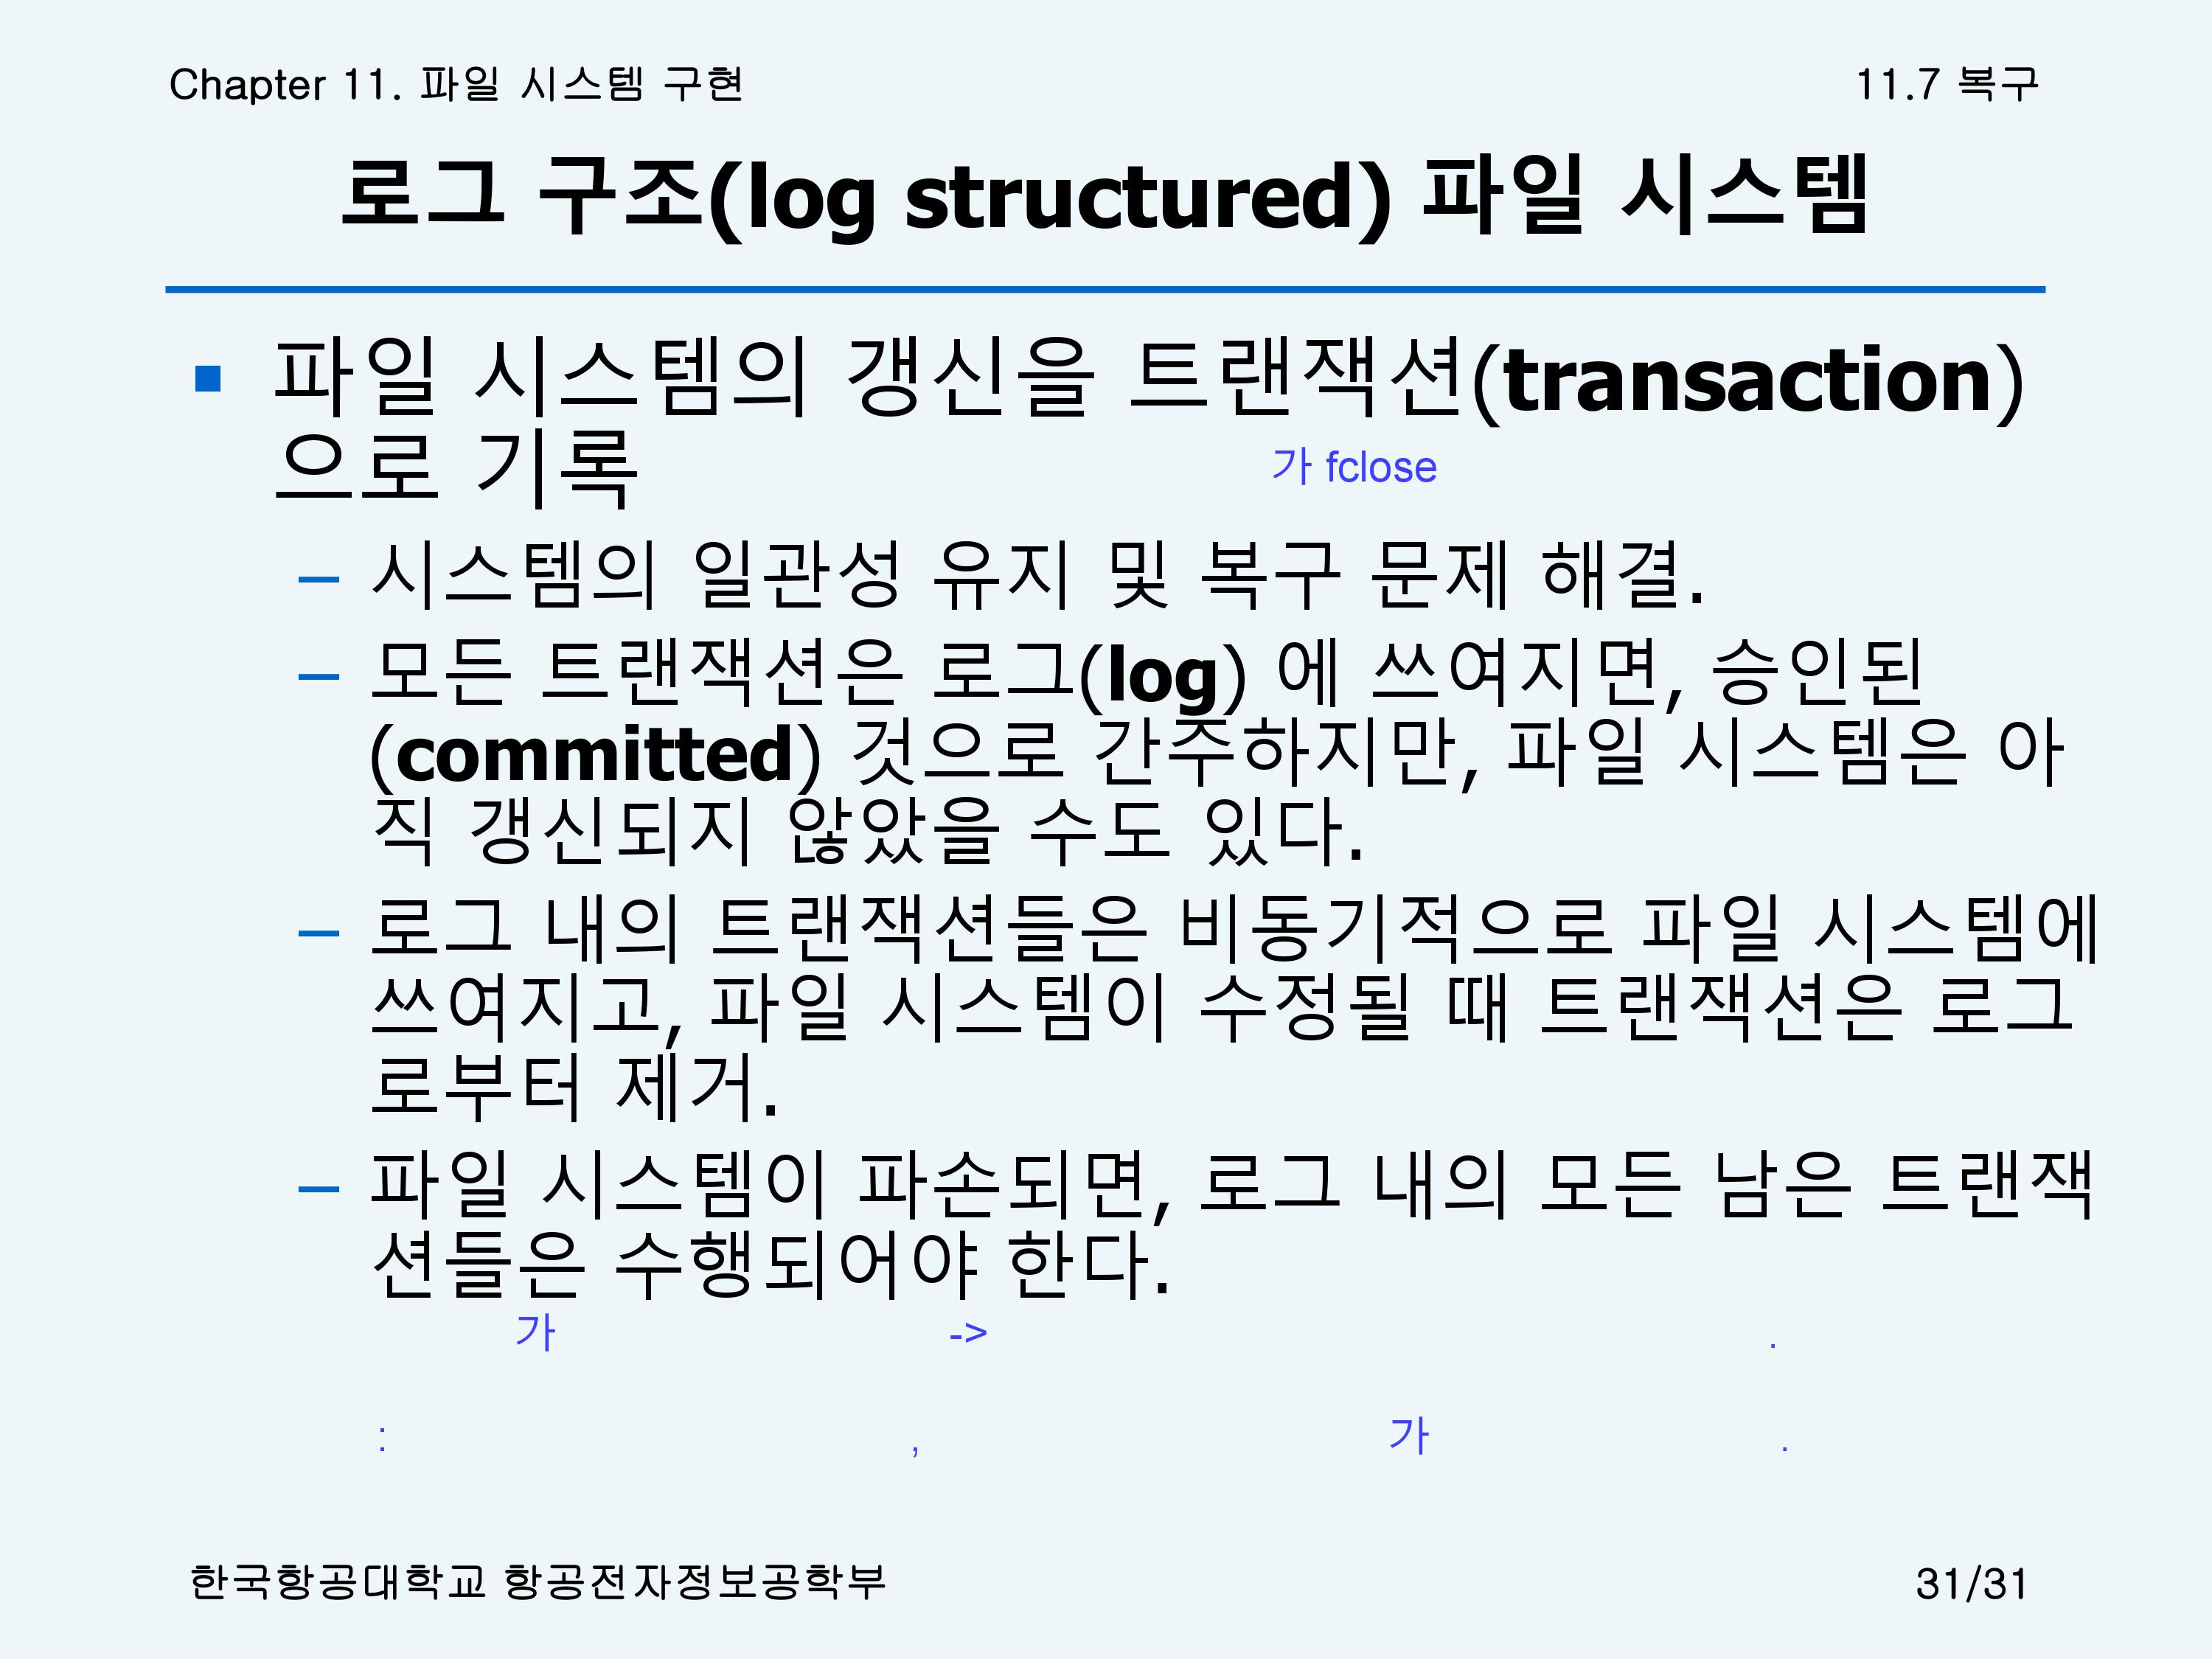 Chapter 11. 파일 시스템 구현
11.7 복구
로그 구조(log structured) 파일 시스템
■ 파일 시스템의 갱신을 트랜잭션(transaction)
으로 기록
가 fclose
– 시스템의 일관성 유지 및 복구 문제 해결.
– 모든 트랜잭션은 로그(log) 에 쓰여지면, 승인된
(committed) 것으로 간주하지만, 파일 시스템은 아
직 갱신되지 않았을 수도 있다.
– 로그 내의 트랜잭션들은 비동기적으로 파일 시스템에
쓰여지고, 파일 시스템이 수정될 때 트랜잭션은 로그
로부터 제거.
– 파일 시스템이 파손되면, 로그 내의 모든 남은 트랜잭
션들은 수행되어야 한다.
가 -> .
: , 가 .
한국항공대학교 항공전자정보공학부
31/31